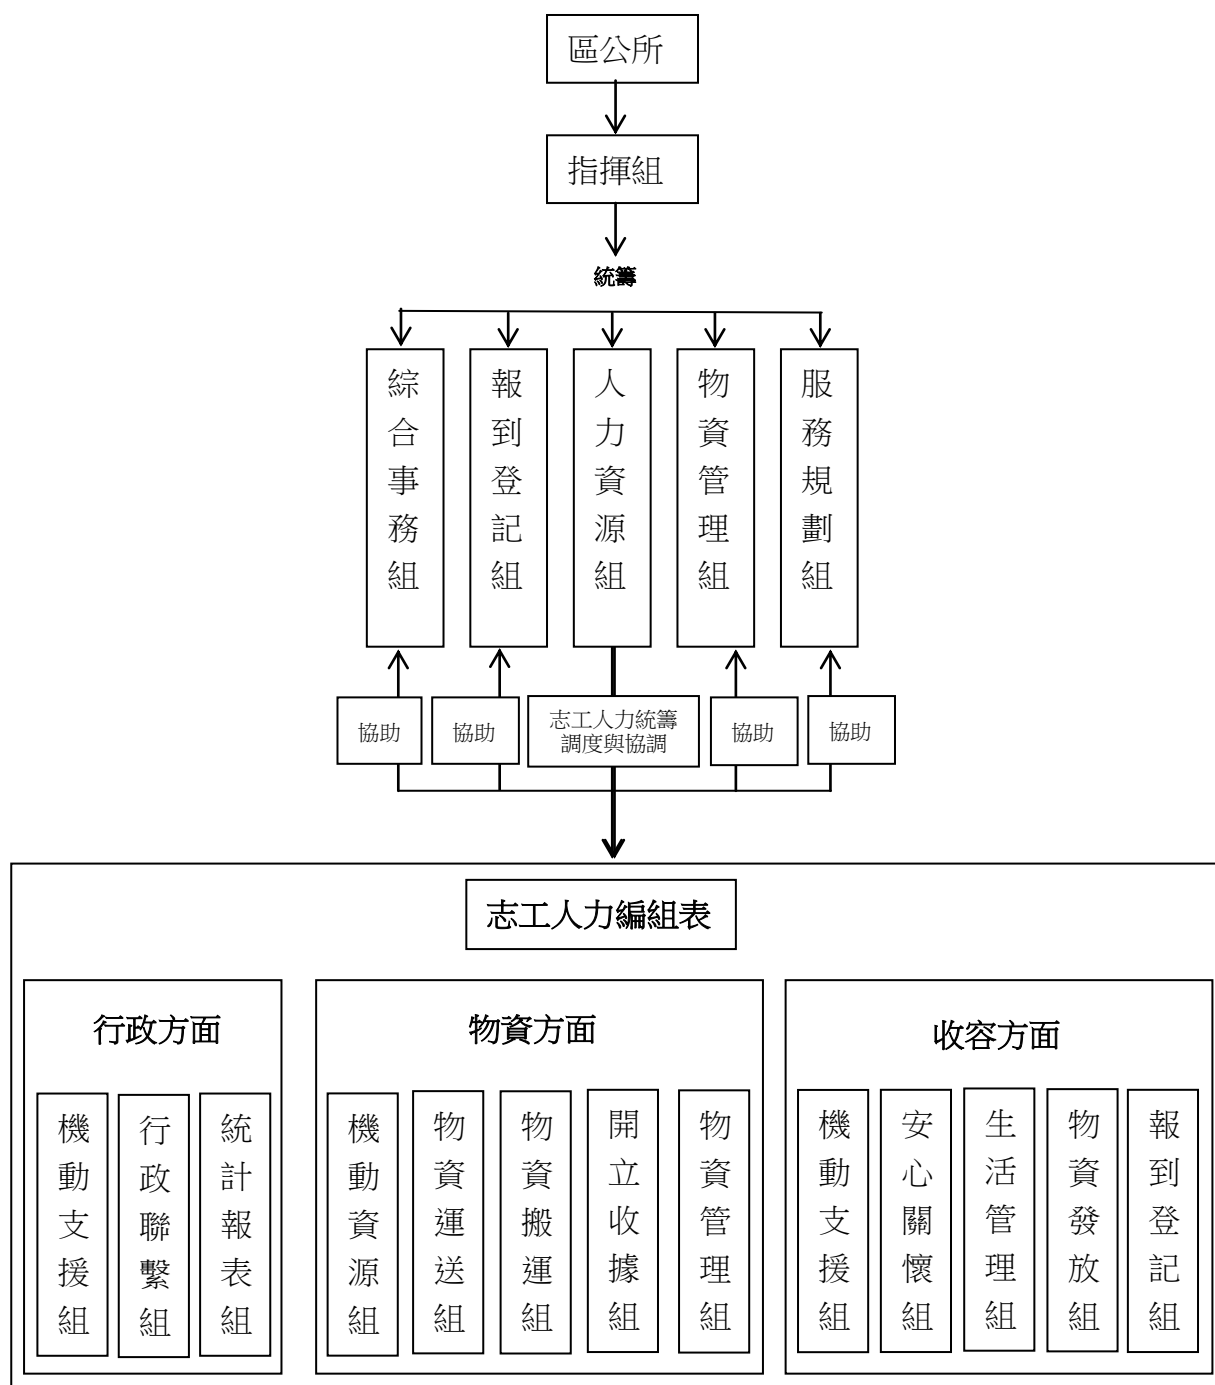 區公所
指揮組
統籌
綜合事務組
報到登記組
人力資源組
物資管理組
服務規劃組
協助
協助
志工人力統籌
調度與協調
協助
協助
志工人力編組表
行政方面
機動支援組
行政聯繫組
統計報表組
物資方面
機動資源組
物資運送組
物資搬運組
開立收據組
物資管理組
收容方面
機動支援組
安心關懷組
生活管理組
物資發放組
報到登記組